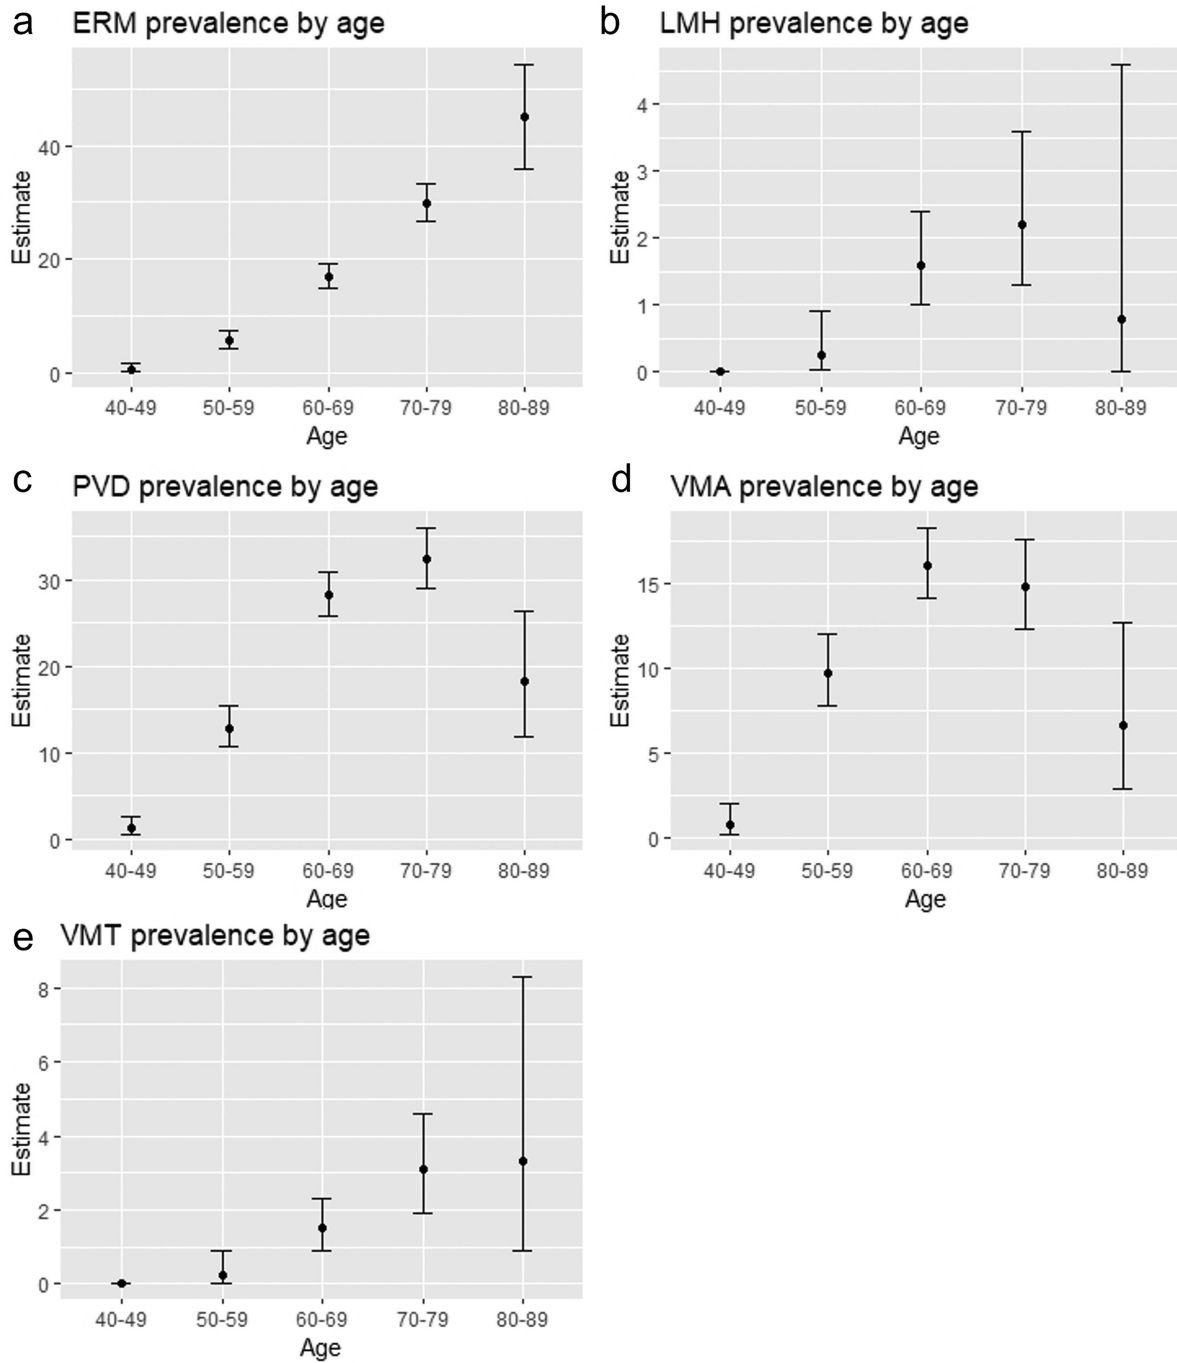 a ERM prevalence by age
Estimate
40
20
0
40-49 50-59 60-69 70-79 80-89
Age
b LMH prevalence by age
Estimate
4
3
2
1
0
40-49 50-59 60-69 70-79 80-89
Age
c PVD prevalence by age
Estimate
30
20
10
0
40-49 50-59 60-69 70-79 80-89
Age
d VMA prevalence by age
Estimate
15
10
5
0
40-49 50-59 60-69 70-79 80-89
Age
e VMT prevalence by age
Estimate
8
6
4
2
0
40-49 50-59 60-69 70-79 80-89
Age